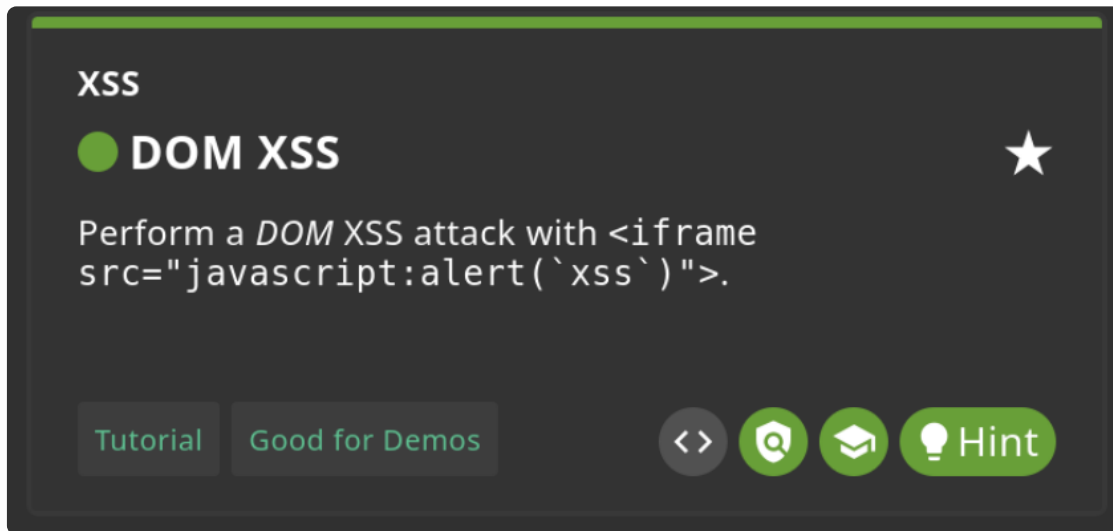 XSS
DOM XSS
Perform a DOM XSS attack with <iframe
src="javascript:alert(`xss`)">.
Tutorial Good for Demos <> Hint